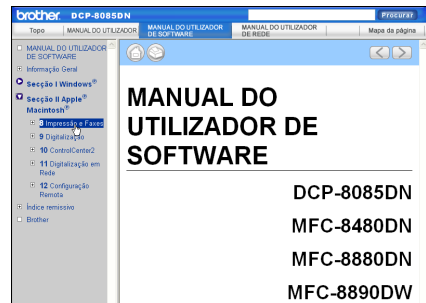 brother DCP-8085DN Procurar
Topo MANUAL DO UTILIZADOR MANUAL DO UTILIZADOR DE SOFTWARE MANUAL DO UTILIZADOR DE REDE Mapa da página
MANUAL DO UTILIZADOR DE SOFTWARE
Informação Geral
Secção I Windows®
Secção II Apple® Macintosh®
8 Impressão e Faxes
9 Digitalização
10 ControlCenter2
11 Digitalização em Rede
12 Configuração Remota
Índice remissivo
Brother
MANUAL DO
UTILIZADOR DE
SOFTWARE
DCP-8085DN
MFC-8480DN
MFC-8880DN
MFC-8890DW